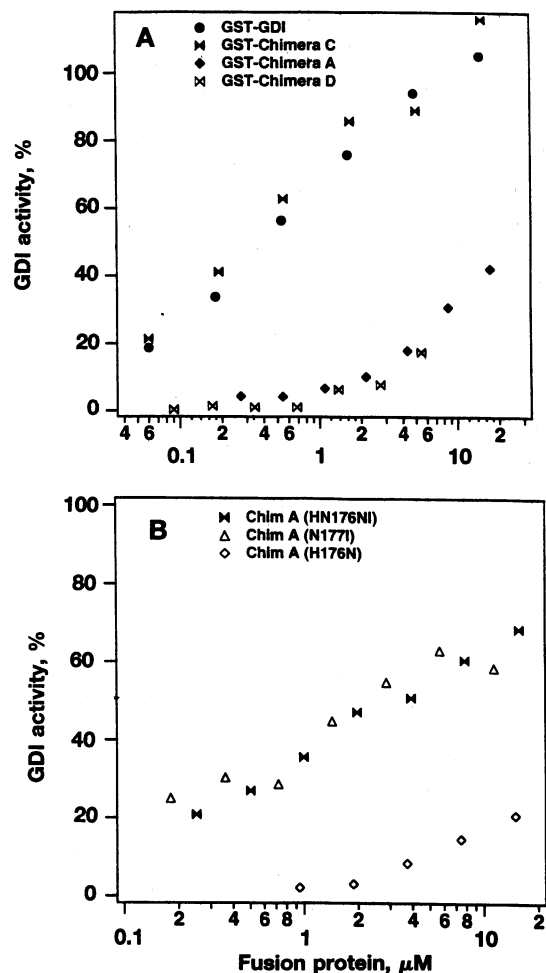 A
GST-GDI
GST-Chimera C
GST-Chimera A
GST-Chimera D
GDI activity, %
100
80
60
40
20
0
4 6 2 4 6 2 4 6 2
0.1 1 10
B
Chim A (HN176NI)
Chim A (N177I)
Chim A (H176N)
GDI activity, %
100
80
60
40
20
0
2 4 6 8 2 4 6 8 2
0.1 1 10
Fusion protein, μM